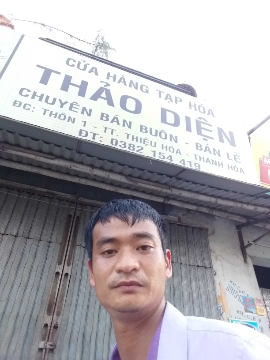 CỬA HÀNG TẠP HÓA
THẢO DIỆN
CHUYÊN BÁN BUÔN - BÁN LẺ
ĐC: THÔN 1 - TT. THIỆU HÓA - THANH HÓA
ĐT: 0382 154 419